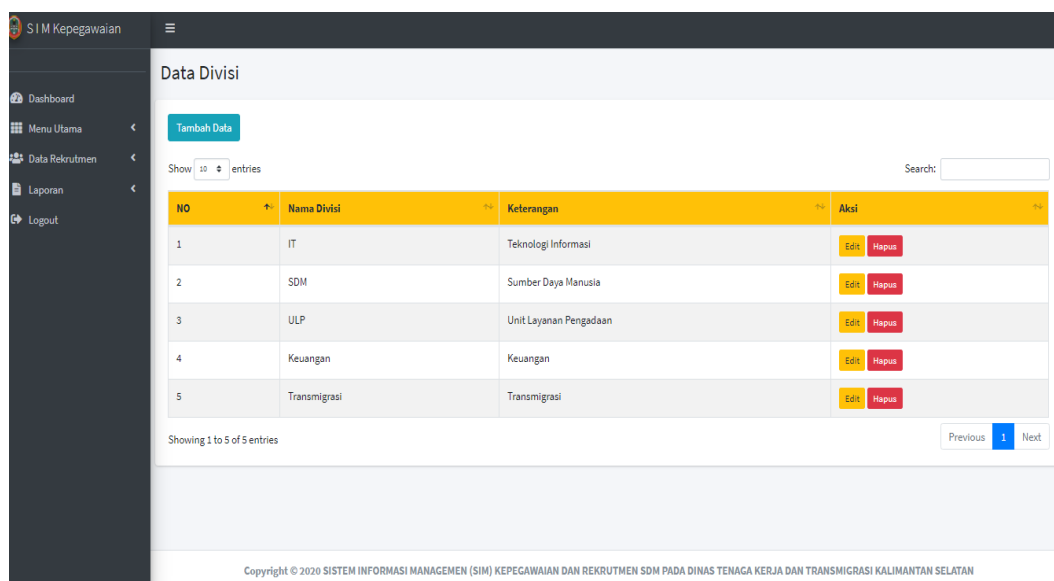 S I M Kepegawaian
Dashboard
Menu Utama
Data Rekrutmen
Laporan
Logout
Data Divisi
Tambah Data
Show 10 entries Search:
NO Nama Divisi Keterangan Aksi
1 IT Teknologi Informasi Edit Hapus
2 SDM Sumber Daya Manusia Edit Hapus
3 ULP Unit Layanan Pengadaan Edit Hapus
4 Keuangan Keuangan Edit Hapus
5 Transmigrasi Transmigrasi Edit Hapus
Showing 1 to 5 of 5 entries Previous 1 Next
Copyright © 2020 SISTEM INFORMASI MANAGEMEN (SIM) KEPEGAWAIAN DAN REKRUTMEN SDM PADA DINAS TENAGA KERJA DAN TRANSMIGRASI KALIMANTAN SELATAN